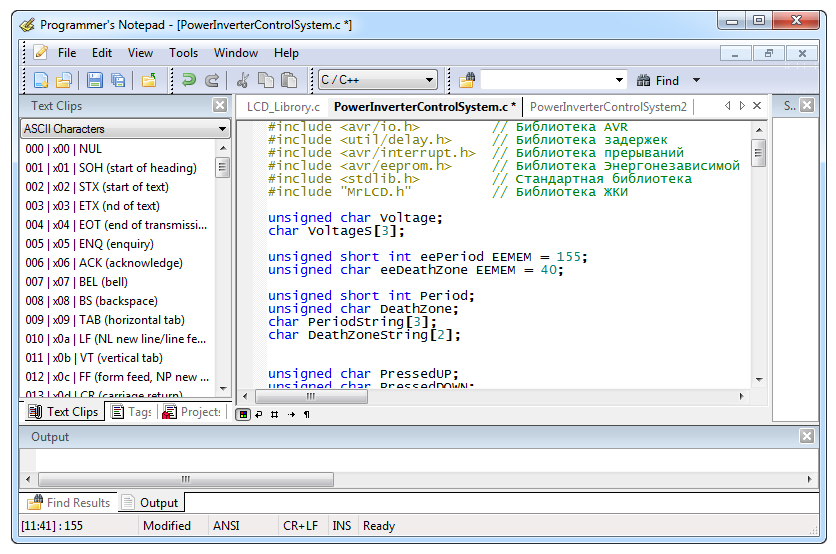 Programmer's Notepad - [PowerInverterControlSystem.c *]
File Edit View Tools Window Help
C / C++ Find
Text Clips
LCD_Librory.c PowerInverterControlSystem.c * PowerInverterControlSystem2
S..
ASCII Characters
000 | x00 | NUL
001 | x01 | SOH (start of heading)
002 | x02 | STX (start of text)
003 | x03 | ETX (nd of text)
004 | x04 | EOT (end of transmissi...
005 | x05 | ENQ (enquiry)
006 | x06 | ACK (acknowledge)
007 | x07 | BEL (bell)
008 | x08 | BS (backspace)
009 | x09 | TAB (horizontal tab)
010 | x0a | LF (NL new line/line fe...
011 | x0b | VT (vertical tab)
012 | x0c | FF (form feed, NP new ...
013 | x0d | CR (carriage return)
Text Clips Tags Projects
#include <avr/io.h> // Библиотека AVR
#include <util/delay.h> // Библиотека задержек
#include <avr/interrupt.h> // Библиотека прерываний
#include <avr/eeprom.h> // Библиотека Энергонезависимой
#include <stdlib.h> // Стандартная библиотека
#include "MrLCD.h" // Библиотека ЖКИ
unsigned char Voltage;
char VoltageS[3];
unsigned short int eePeriod EEMEM = 155;
unsigned char eeDeathZone EEMEM = 40;
unsigned short int Period;
unsigned char DeathZone;
char PeriodString[3];
char DeathZoneString[2];
unsigned char PressedUP;
unsigned char PressedDOWN;
Output
Find Results Output
[11:41] : 155 Modified ANSI CR+LF INS Ready